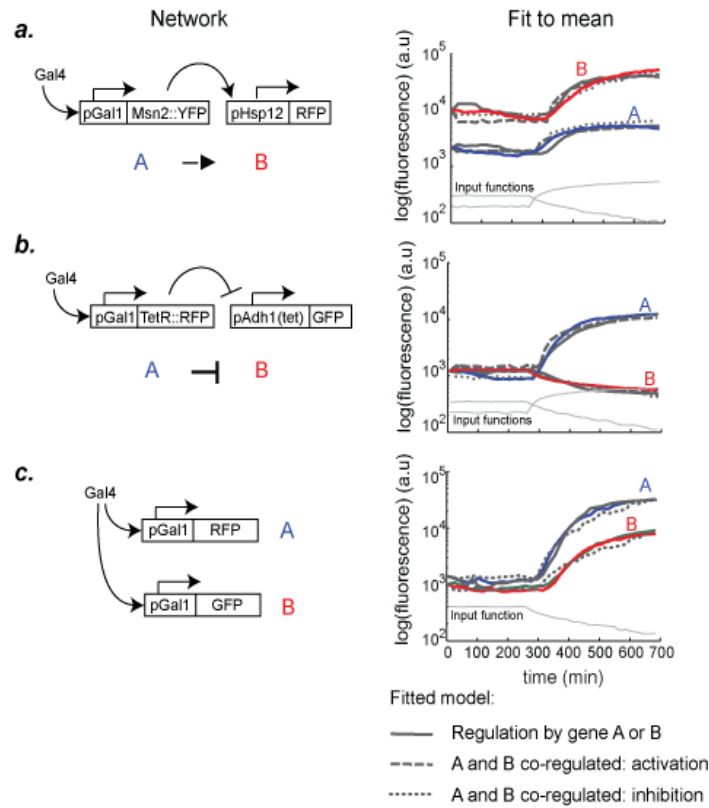 Network
Fit to mean
a.
Gal4
pGal1 Msn2::YFP pHsp12 RFP
A B
log(fluorescence) (a.u)
10^5
10^4
10^3
10^2
B
A
Input functions
b.
Gal4
pGal1 TetR::RFP pAdh1(tet) GFP
A B
log(fluorescence) (a.u)
10^5
10^3
10^3
10^2
A
B
Input functions
c.
Gal4
pGal1 RFP A
pGal1 GFP B
log(fluorescence) (a.u)
10^5
10^4
10^3
10^2
A
B
Input function
0 100 200 300 400 500 600 700
time (min)
Fitted model:
Regulation by gene A or B
A and B co-regulated: activation
A and B co-regulated: inhibition